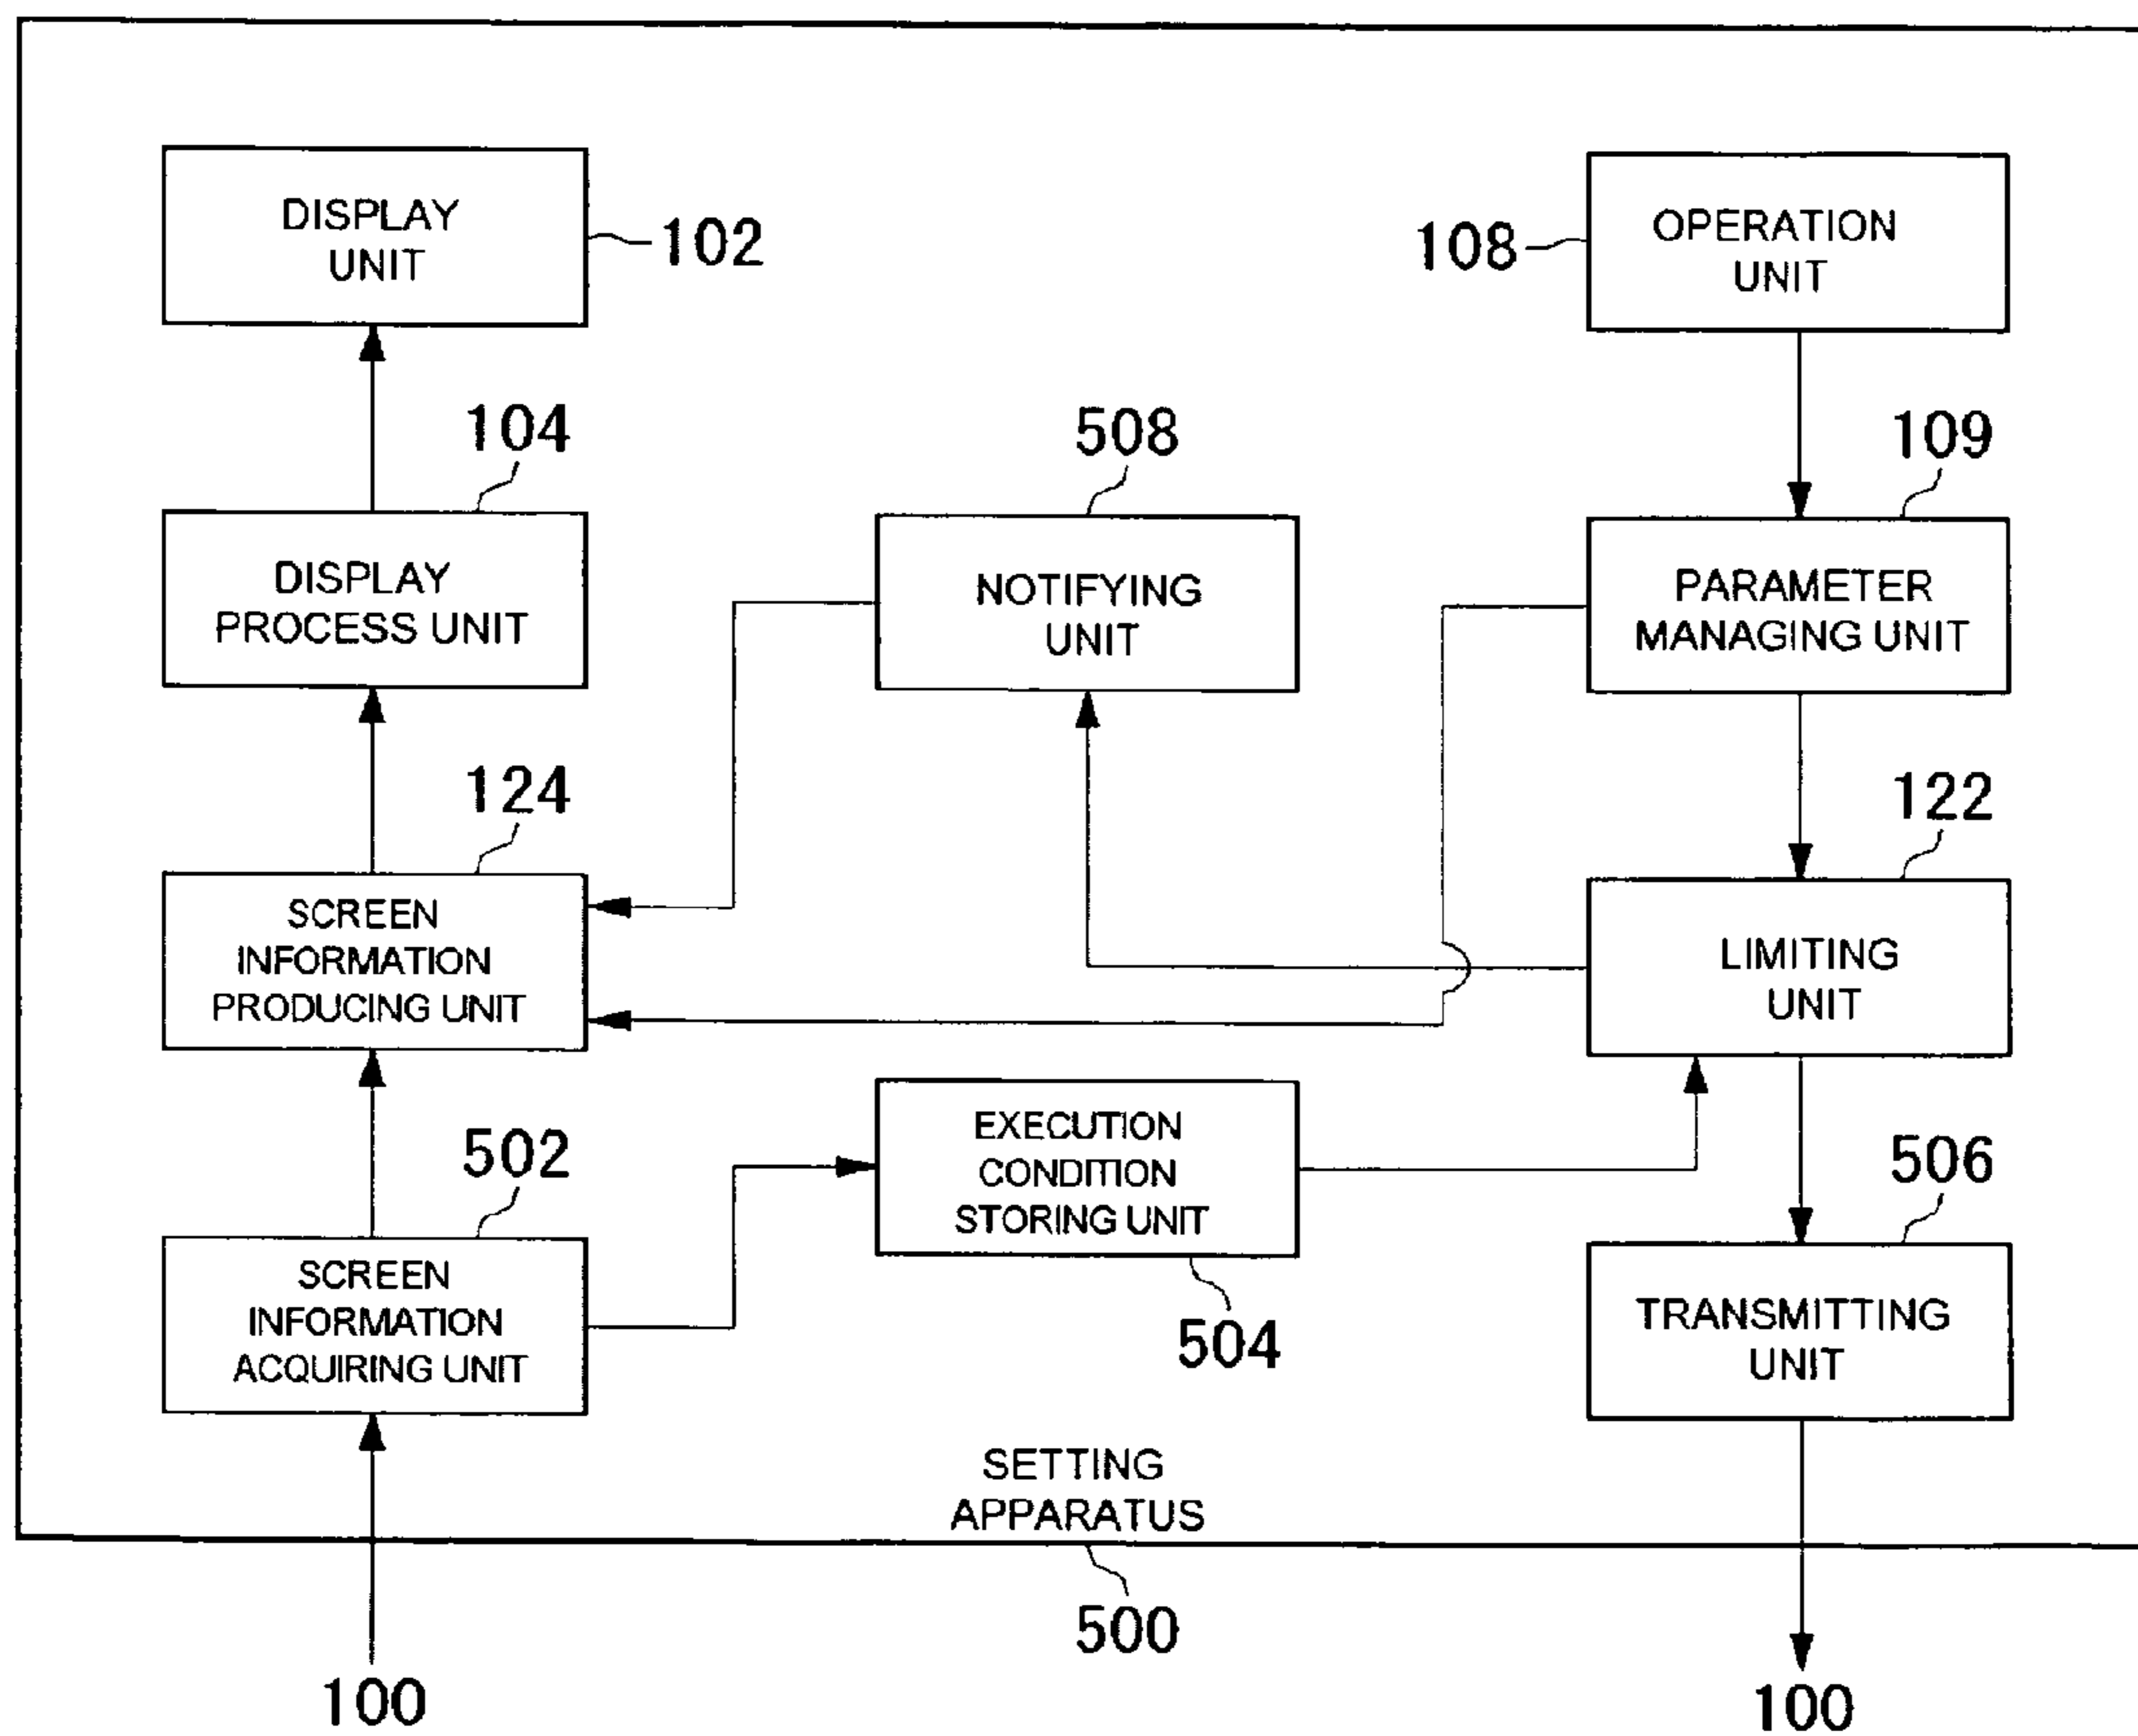 DISPLAY
UNIT
102
108
OPERATION
UNIT
104
508
109
DISPLAY
PROCESS UNIT
NOTIFYING
UNIT
PARAMETER
MANAGING UNIT
124
122
SCREEN
INFORMATION
PRODUCING UNIT
LIMITING
UNIT
502
EXECUTION
CONDITION
STORING UNIT
506
SCREEN
INFORMATION
ACQUIRING UNIT
504
TRANSMITTING
UNIT
SETTING
APPARATUS
500
100
100